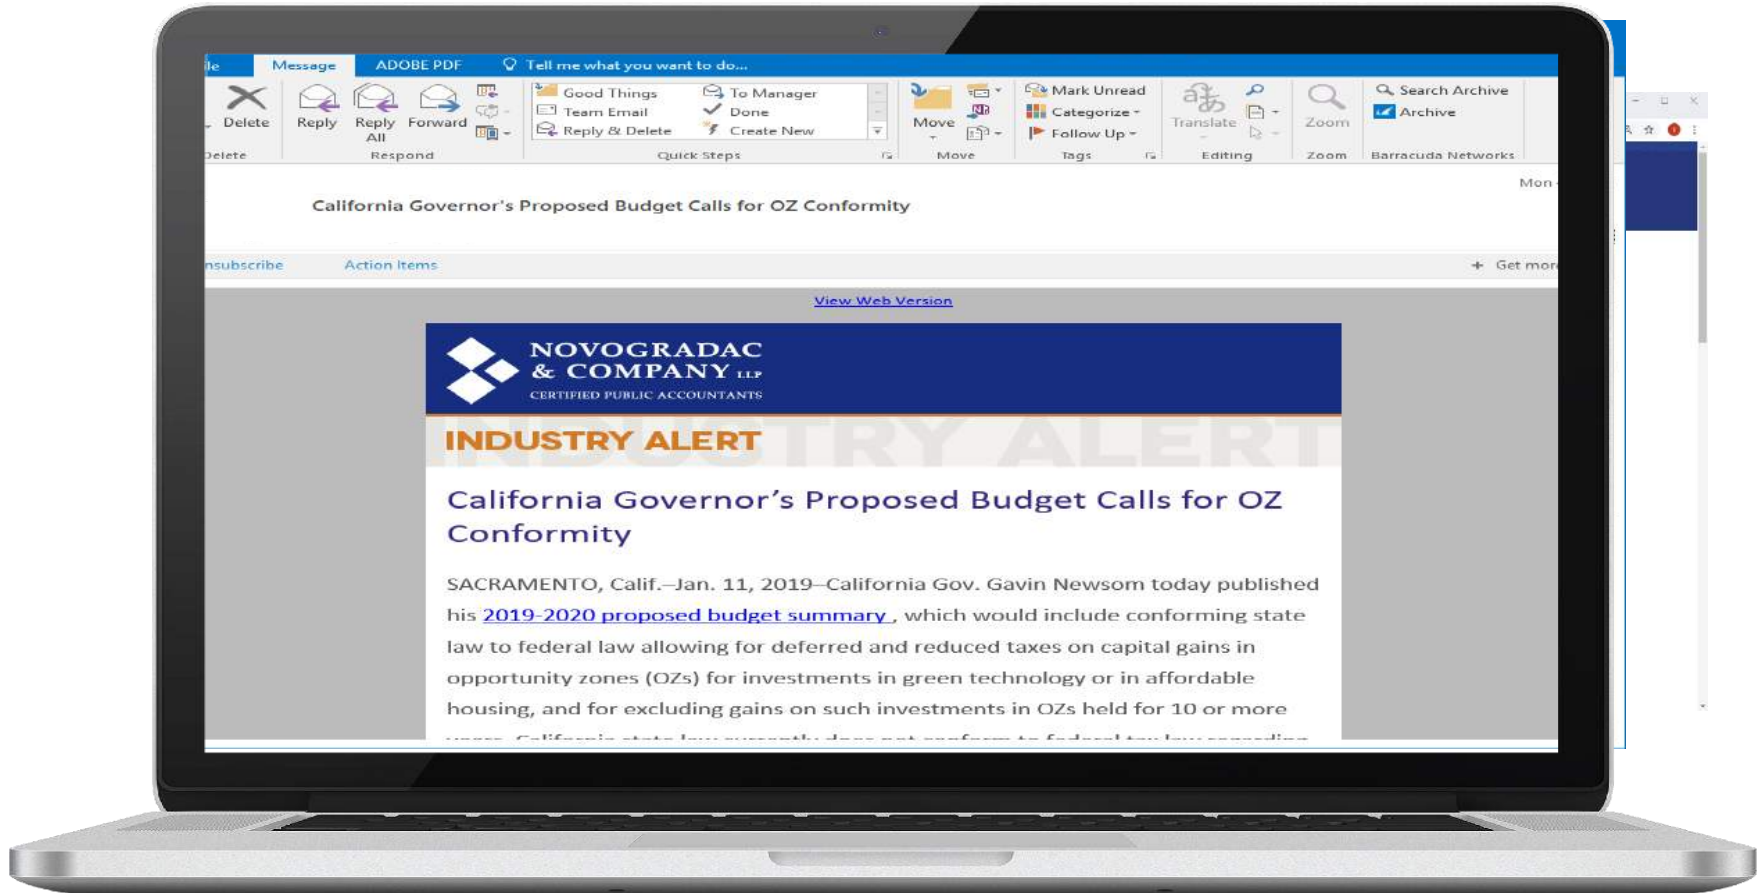 ile Message ADOBE PDF Tell me what you want to do...
Delete Reply Reply All Forward
Good Things To Manager
Team Email Done
Reply & Delete Create New
Move
Mark Unread
Categorize
Follow Up
Translate Zoom
Search Archive
Archive
Delete Respond Quick Steps Move Tags Editing Zoom Barracuda Networks
Mon
California Governor's Proposed Budget Calls for OZ Conformity
nsubscribe Action Items + Get mor
View Web Version
NOVOGRADAC
& COMPANY LLP
CERTIFIED PUBLIC ACCOUNTANTS
INDUSTRY ALERT
INDUSTRY ALERT
California Governor’s Proposed Budget Calls for OZ
Conformity
SACRAMENTO, Calif.–Jan. 11, 2019–California Gov. Gavin Newsom today published
his 2019-2020 proposed budget summary , which would include conforming state
law to federal law allowing for deferred and reduced taxes on capital gains in
opportunity zones (OZs) for investments in green technology or in affordable
housing, and for excluding gains on such investments in OZs held for 10 or more